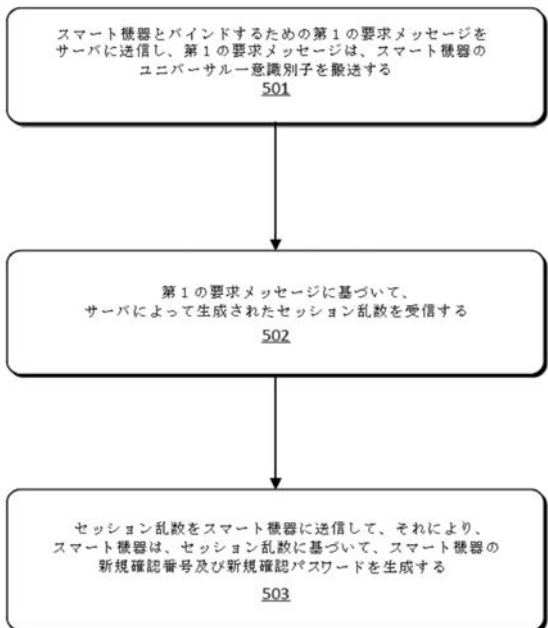 スマート機器とバインドするための第１の要求メッセージを
サーバに送信し、第１の要求メッセージは、スマート機器の
ユニバーサル一意識別子を搬送する
501
第１の要求メッセージに基づいて、
サーバによって生成されたセッション乱数を受信する
502
セッション乱数をスマート機器に送信して、それにより、
スマート機器は、セッション乱数に基づいて、スマート機器の
新規確認番号及び新規確認パスワードを生成する
503